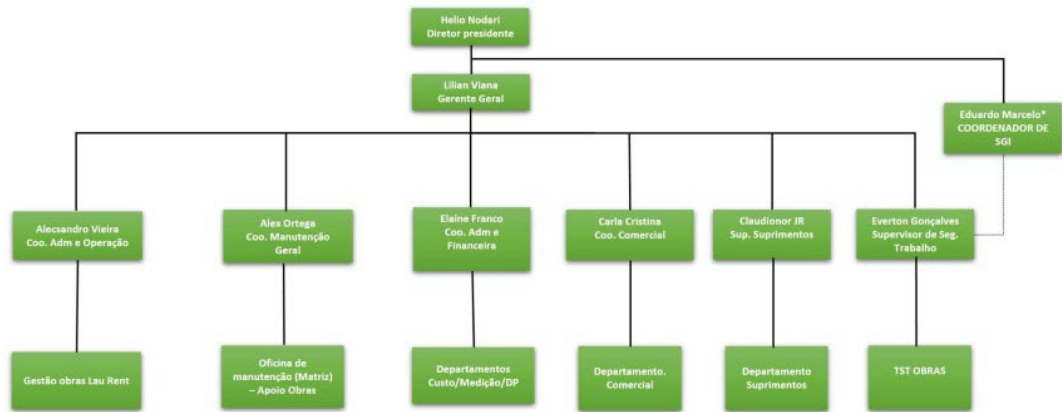 Helio Nodari
Diretor presidente
Lilian Viana
Gerente Geral
Eduardo Marcelo*
COORDENADOR DE
SGI
Alecsandro Vieira
Coo. Adm e Operação
Alex Ortega
Coo. Manutenção
Geral
Elaine Franco
Coo. Adm e
Financeira
Carla Cristina
Coo. Comercial
Claudionor JR
Sup. Suprimentos
Everton Gonçalves
Supervisor de Seg.
Trabalho
Gestão obras Lau Rent
Oficina de
manutenção (Matriz)
– Apoio Obras
Departamentos
Custo/Medição/DP
Departamento.
Comercial
Departamento
Suprimentos
TST OBRAS